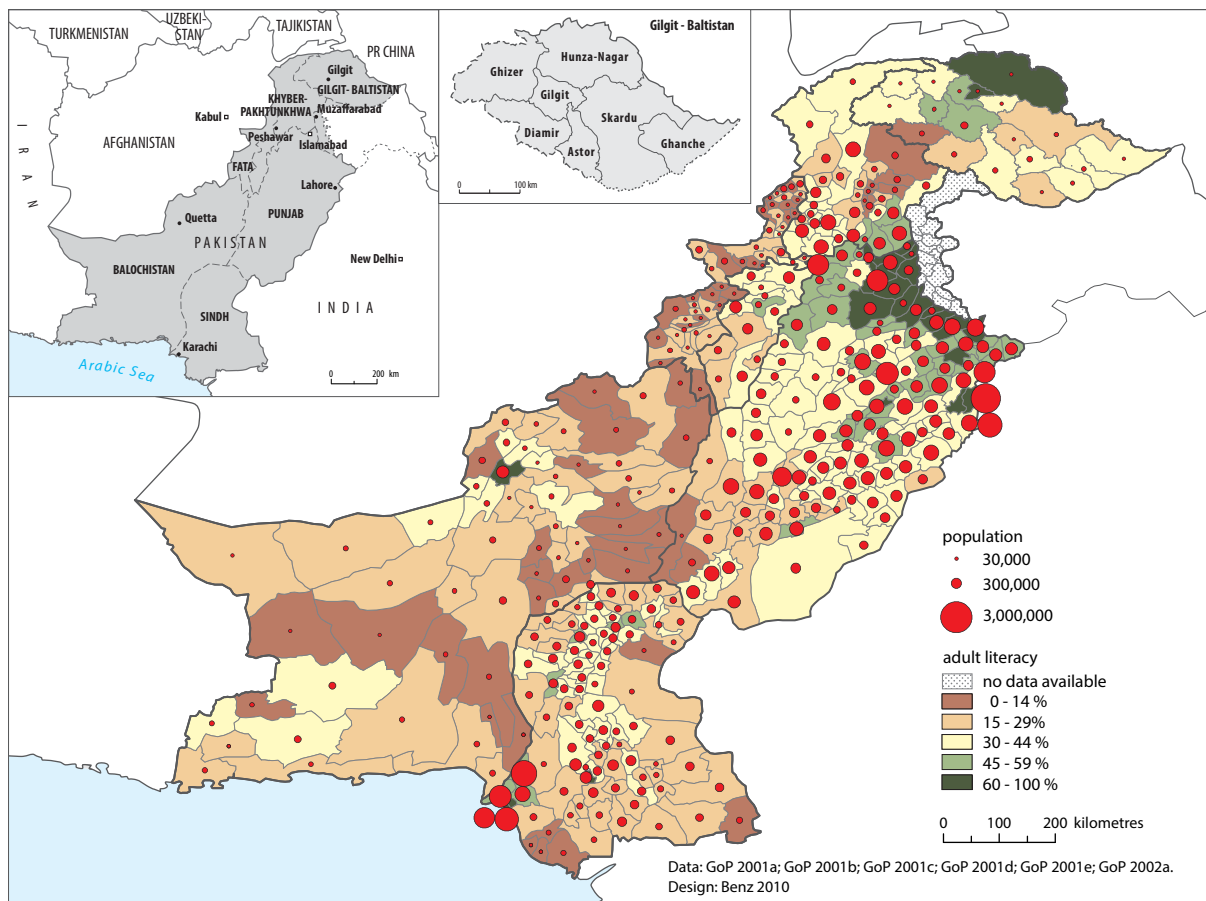 TURKMENISTAN
UZBEKI-
STAN
TAJIKISTAN
PR CHINA
Gilgit
GILGIT- BALTISTAN
KHYBER-
PAKHTUNKHWA
Muzaffarabad
Kabul
Peshawar
Islamabad
AFGHANISTAN
IRAN
FATA
Lahore
Quetta
PUNJAB
PAKISTAN
BALOCHISTAN
New Delhi
INDIA
SINDH
Karachi
Arabic Sea
0 200 km
Gilgit - Baltistan
Hunza-Nagar
Ghizer
Gilgit
Skardu
Diamir
Astor
Ghanche
0 100 km
population
30,000
300,000
3,000,000
adult literacy
no data available
0 - 14 %
15 - 29%
30 - 44 %
45 - 59 %
60 - 100 %
0 100 200 kilometres
Data: GoP 2001a; GoP 2001b; GoP 2001c; GoP 2001d; GoP 2001e; GoP 2002a.
Design: Benz 2010